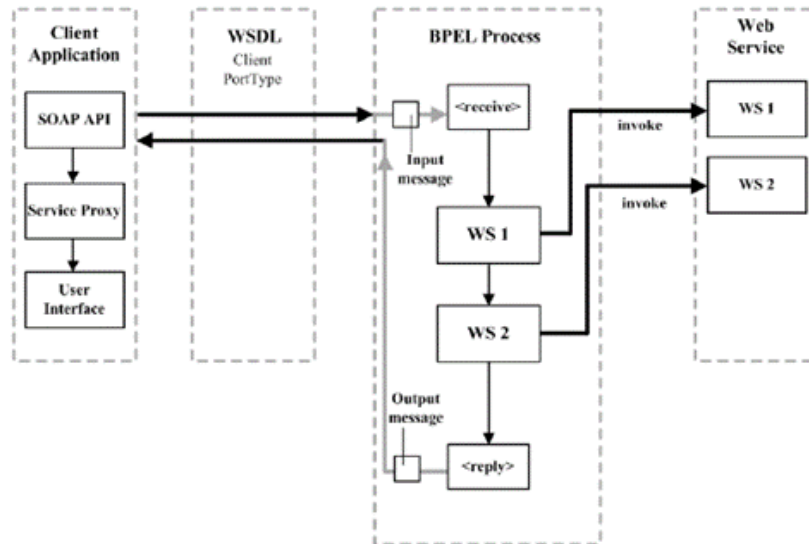 Client
Application
SOAP API
Service Proxy
User
Interface
WSDL
Client
PortType
BPEL Process
<receive>
Input
message
WS 1
WS 2
Output
message
<reply>
invoke
invoke
Web
Service
WS 1
WS 2